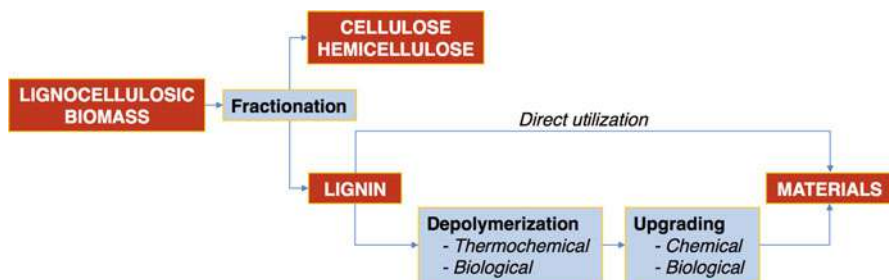 CELLULOSE
HEMICELLULOSE
LIGNOCELLULOSIC
BIOMASS
Fractionation
Direct utilization
LIGNIN
MATERIALS
Depolymerization
- Thermochemical
- Biological
Upgrading
- Chemical
- Biological